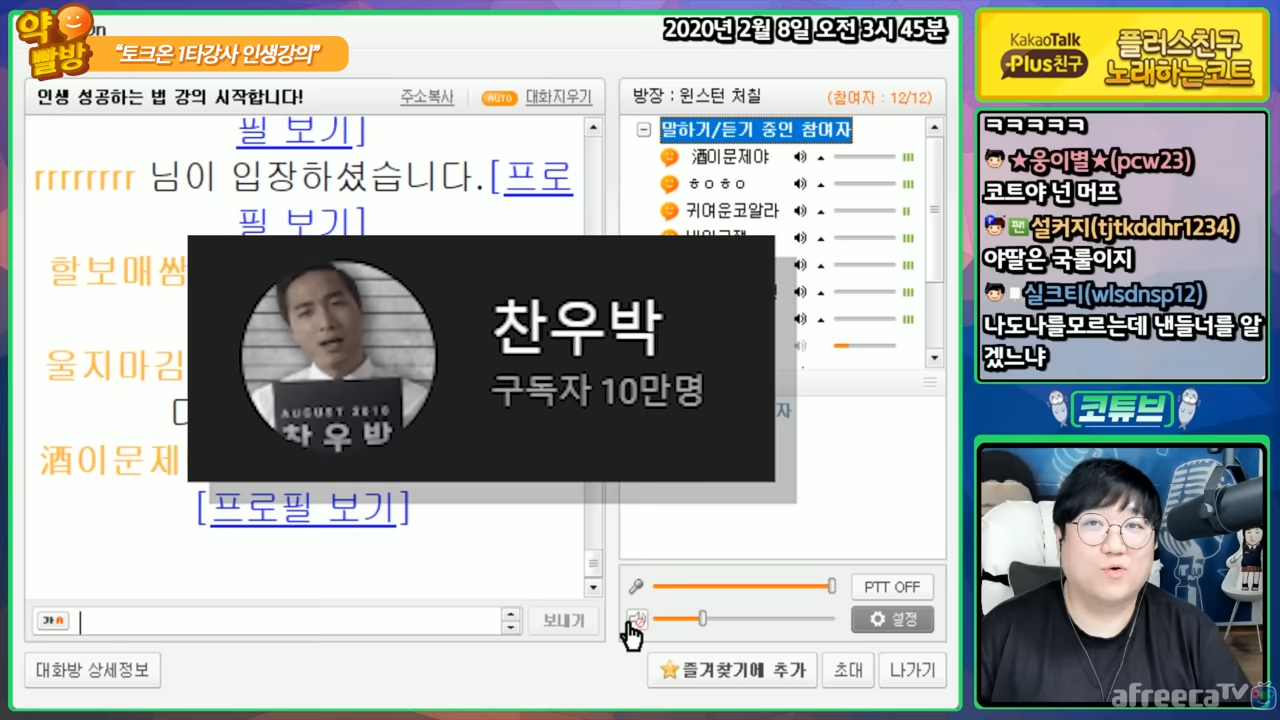 약빨방
"토크온 1타강사 인생강의"
on
2020년 2월 8일 오전 3시 45분
인생 성공하는 법 강의 시작합니다!
주소복사
AUTO 대화지우기
필 보기]
rrrrrrrrr 님이 입장하셨습니다.[프로
필 보기]
할보매쌈
울지마김
酒이문제
[프로필 보기]
찬우박
구독자 10만명
AUGUST 2010
차 우 박
가A
보내기
대화방 상세정보
방장 : 윈스턴 처칠
(참여자 : 12/12)
말하기/듣기 중인 참여자
酒이문제야
ㅎㅇㅎㅇ
귀여운코알라
자
PTT OFF
설정
즐겨찾기에 추가
초대
나가기
KakaoTalk
Plus친구
플러스친구
노래하는코트
ㅋㅋㅋㅋㅋ
★웅이별★(pcw23)
코트야 넌 머프
팬 설커지(tjtkddhr1234)
야딸은 국룰이지
실크티(wlsdnsp12)
나도나를모르는데 낸들너를 알
겠느냐
코튜브
afreecaTV